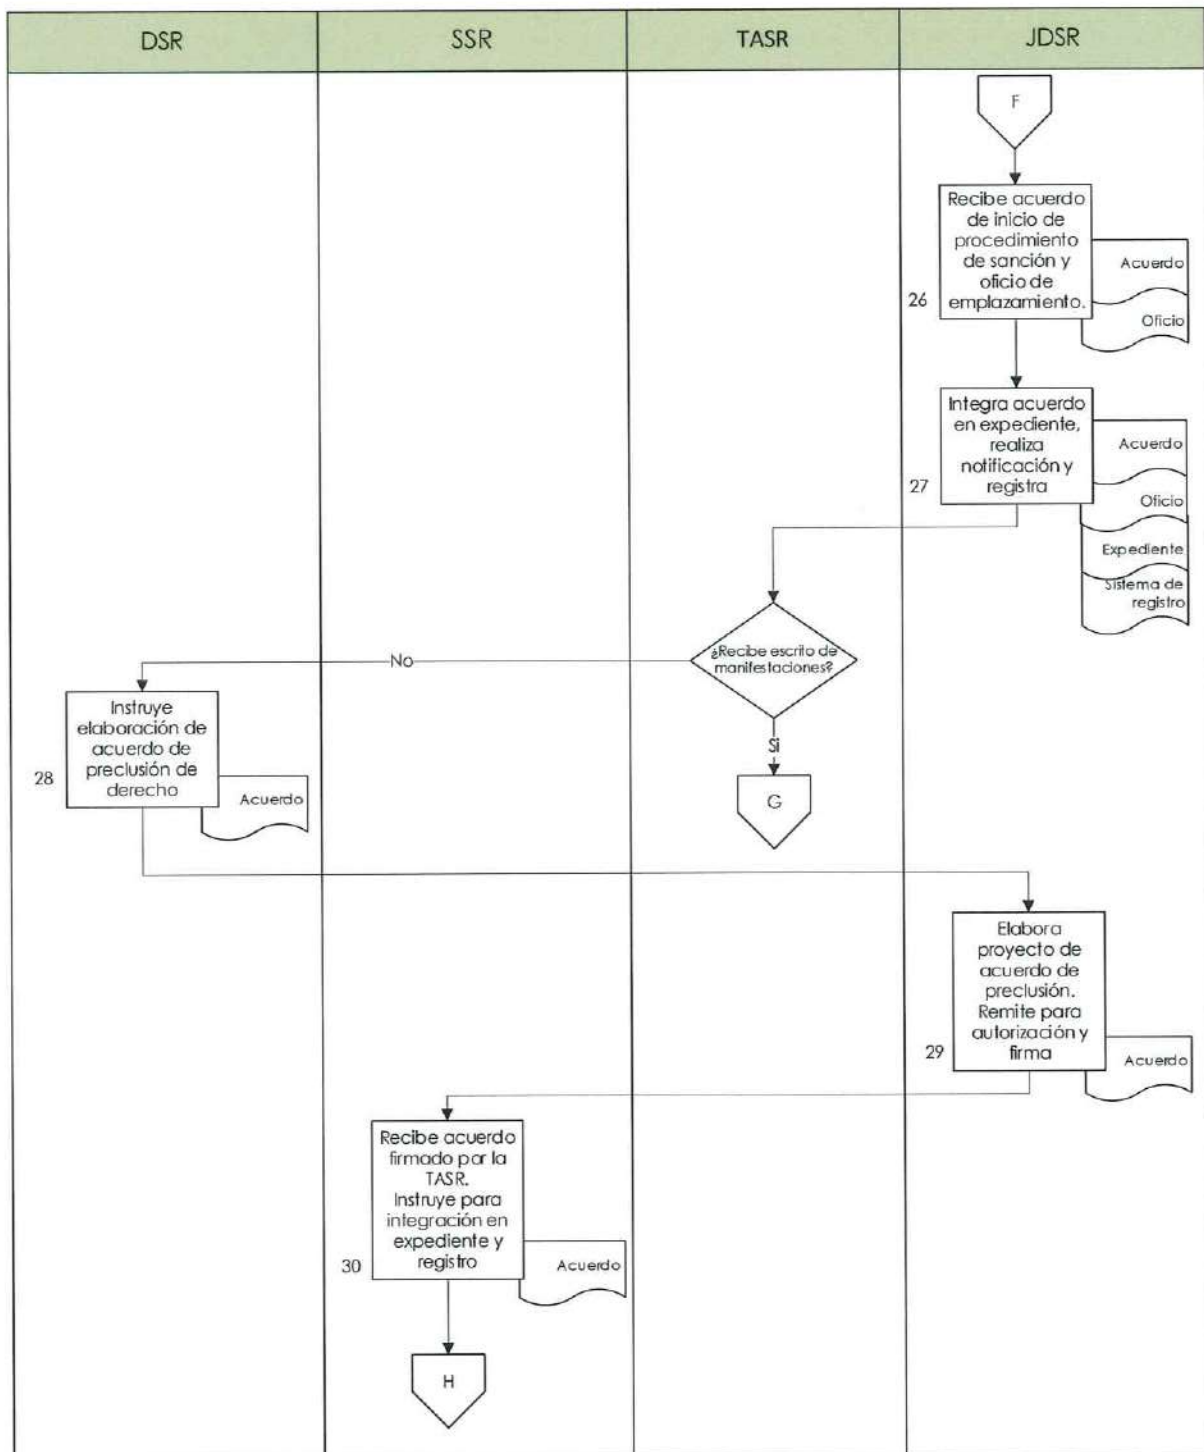 DSR
SSR
TASR
JDSR
F
Recibe acuerdo
de inicio de
procedimiento
de sanción y
oficio de
emplazamiento.
26
Acuerdo
Oficio
Integra acuerdo
en expediente,
realiza
notificación y
registra
27
Acuerdo
Oficio
Expediente
Sistema de
registro
¿Recibe escrito de
manifestaciones?
No
Si
G
Instruye
elaboración de
acuerdo de
preclusión de
derecho
28
Acuerdo
Elabora
proyecto de
acuerdo de
preclusión.
Remite para
autorización y
firma
29
Acuerdo
Recibe acuerdo
firmado por la
TASR.
Instruye para
integración en
expediente y
registro
30
Acuerdo
H